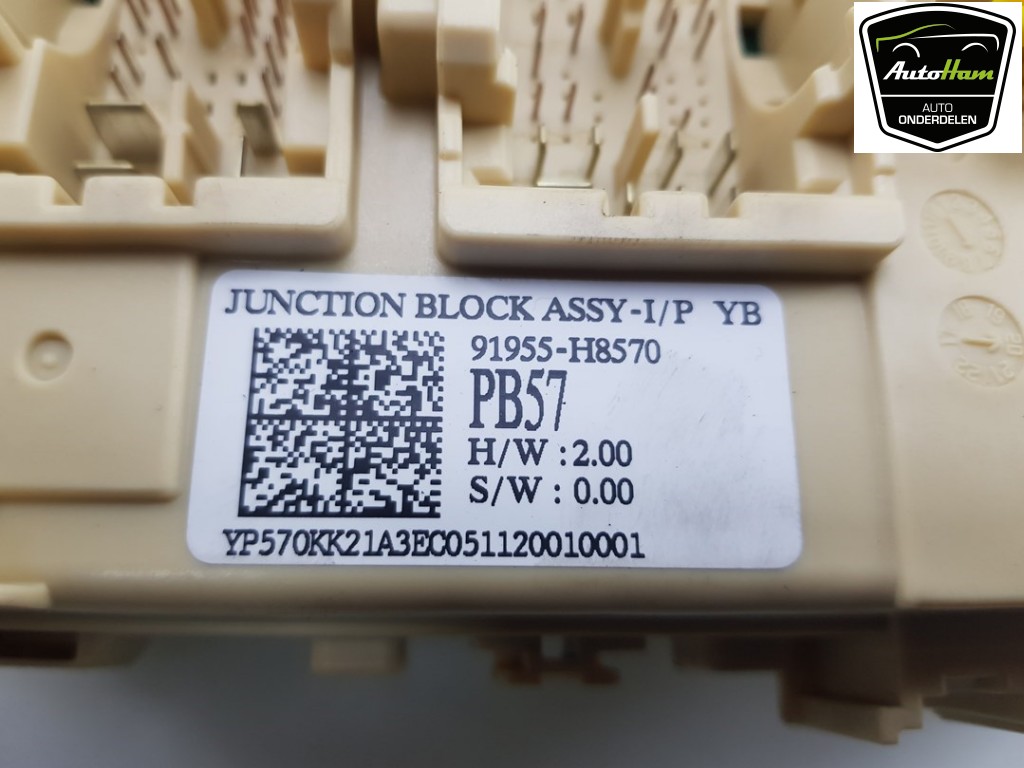 AutoHam
AUTO
ONDERDELEN
JUNCTION BLOCK ASSY-I/P YB
91955-H8570
PB57
H/W : 2.00
S/W : 0.00
YP570KK21A3EC051120010001